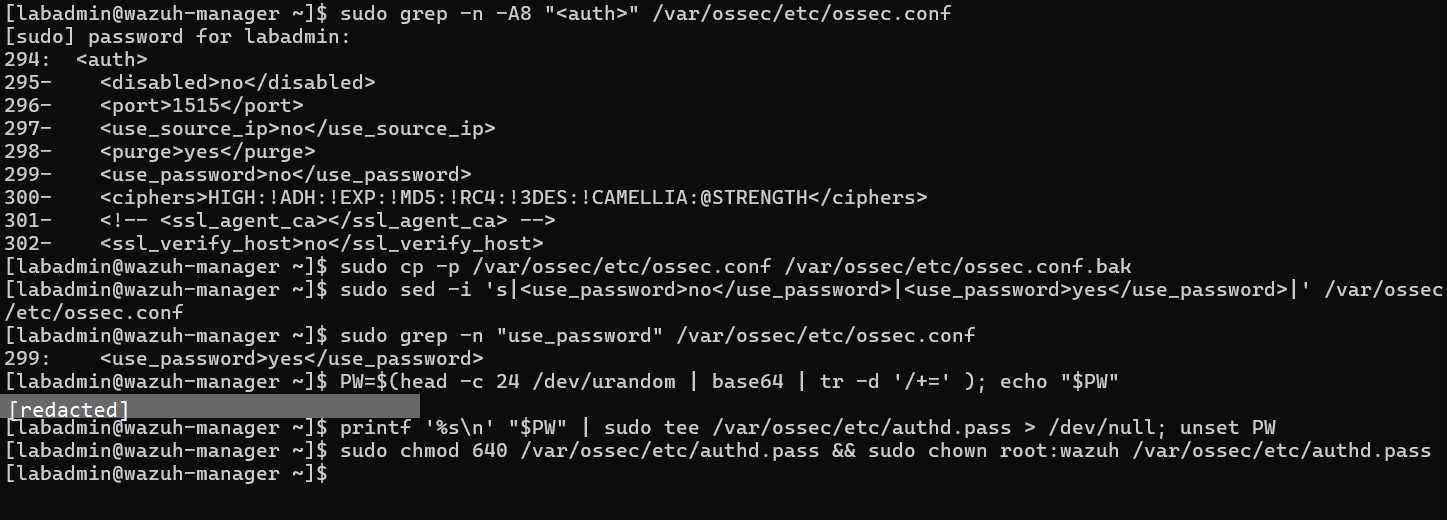 [labadmin@wazuh-manager ~]$ sudo grep -n -A8 "<auth>" /var/ossec/etc/ossec.conf
[sudo] password for labadmin:
294:  <auth>
295-    <disabled>no</disabled>
296-    <port>1515</port>
297-    <use_source_ip>no</use_source_ip>
298-    <purge>yes</purge>
299-    <use_password>no</use_password>
300-    <ciphers>HIGH:!ADH:!EXP:!MD5:!RC4:!3DES:!CAMELLIA:@STRENGTH</ciphers>
301-    <!-- <ssl_agent_ca></ssl_agent_ca> -->
302-    <ssl_verify_host>no</ssl_verify_host>
[labadmin@wazuh-manager ~]$ sudo cp -p /var/ossec/etc/ossec.conf /var/ossec/etc/ossec.conf.bak
[labadmin@wazuh-manager ~]$ sudo sed -i 's|<use_password>no</use_password>|<use_password>yes</use_password>|' /var/ossec
/etc/ossec.conf
[labadmin@wazuh-manager ~]$ sudo grep -n "use_password" /var/ossec/etc/ossec.conf
299:    <use_password>yes</use_password>
[labadmin@wazuh-manager ~]$ PW=$(head -c 24 /dev/urandom | base64 | tr -d '/+=' ); echo "$PW"
[redacted]
[labadmin@wazuh-manager ~]$ printf '%s\n' "$PW" | sudo tee /var/ossec/etc/authd.pass > /dev/null; unset PW
[labadmin@wazuh-manager ~]$ sudo chmod 640 /var/ossec/etc/authd.pass && sudo chown root:wazuh /var/ossec/etc/authd.pass
[labadmin@wazuh-manager ~]$